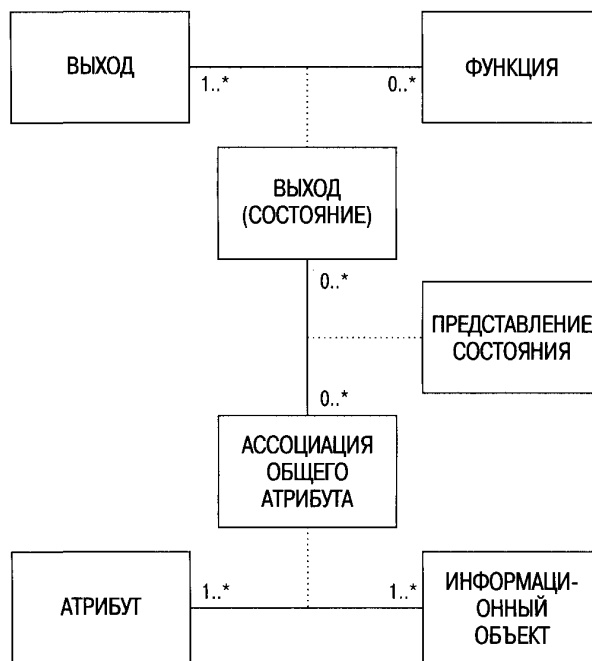 ВЫХОД
ФУНКЦИЯ
1..*
0..*
ВЫХОД
(СОСТОЯНИЕ)
0..*
ПРЕДСТАВЛЕНИЕ
СОСТОЯНИЯ
0..*
АССОЦИАЦИЯ
ОБЩЕГО
АТРИБУТА
АТРИБУТ
1..*
1..*
ИНФОРМАЦИ-
ОННЫЙ
ОБЪЕКТ